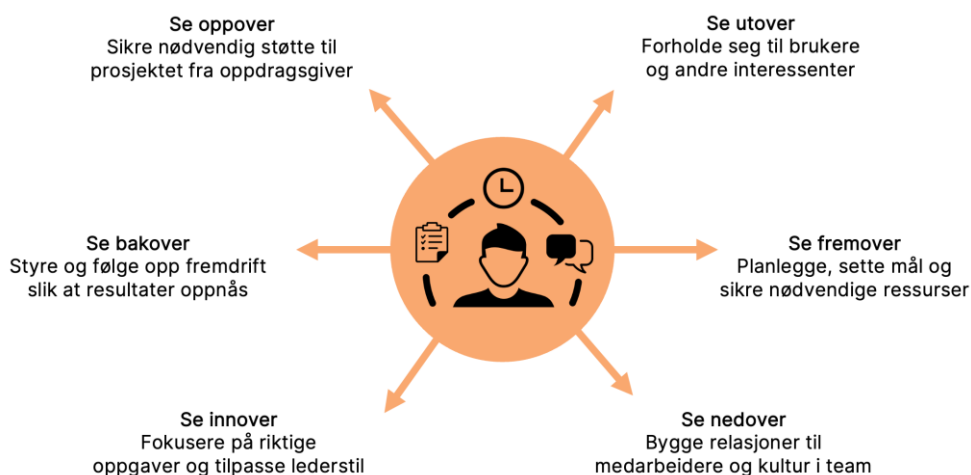 Se oppover
Sikre nødvendig støtte til
prosjektet fra oppdragsgiver
Se utover
Forholde seg til brukere
og andre interessenter
Se bakover
Styre og følge opp fremdrift
slik at resultater oppnås
Se fremover
Planlegge, sette mål og
sikre nødvendige ressurser
Se innover
Fokusere på riktige
oppgaver og tilpasse lederstil
Se nedover
Bygge relasjoner til
medarbeidere og kultur i team